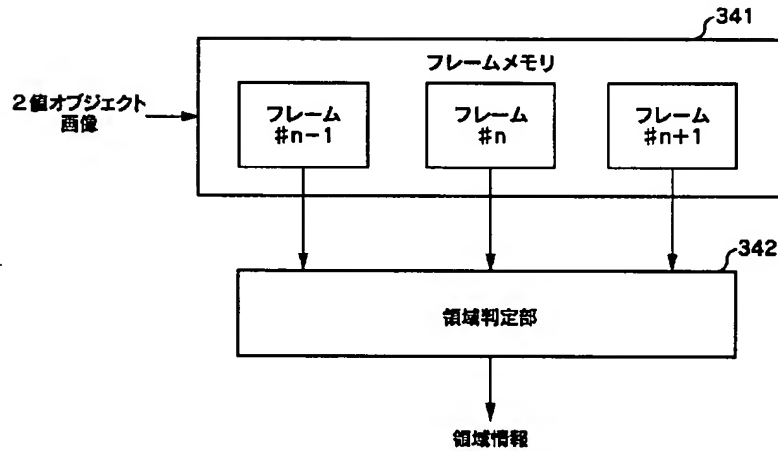 341
フレームメモリ
2値オブジェクト
画像
フレーム
#n−1
フレーム
#n
フレーム
#n+1
342
領域判定部
領域情報